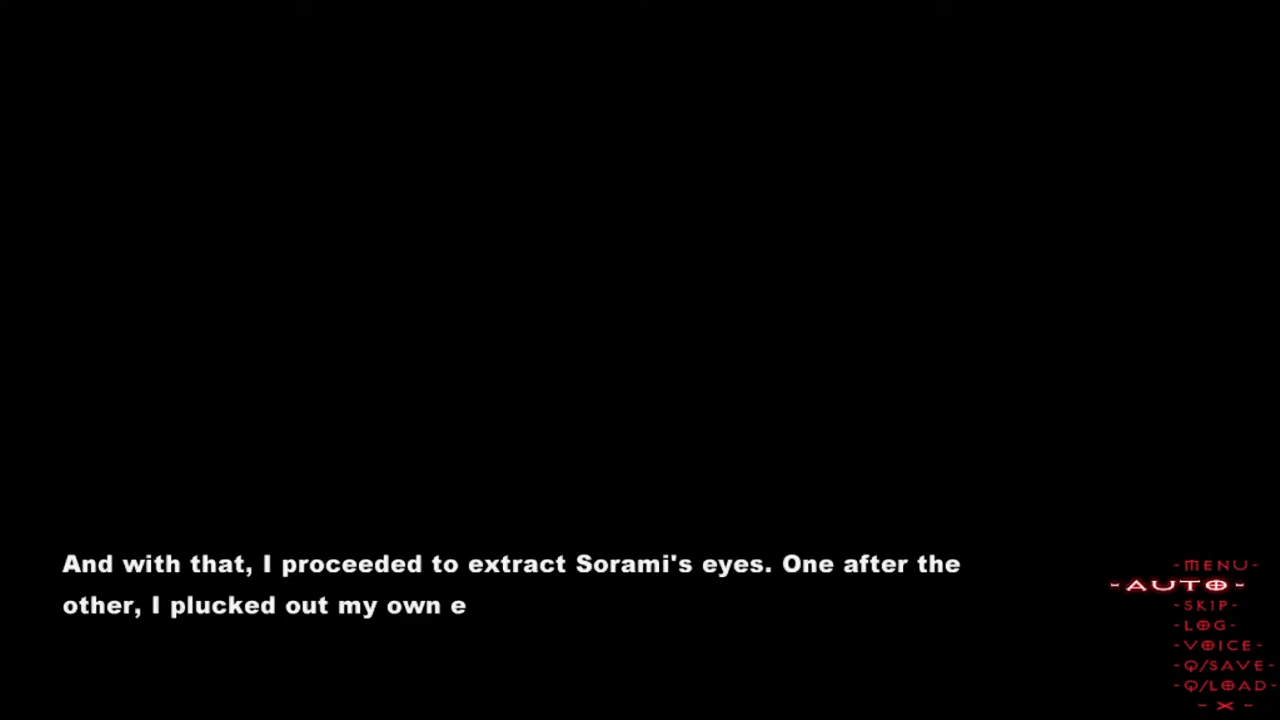 And with that, I proceeded to extract Sorami's eyes. One after the
other, I plucked out my own e
-MENU-
-AUTO-
-SKIP-
-LOG-
-VOICE-
-Q/SAVE-
-Q/LOAD-
-X-